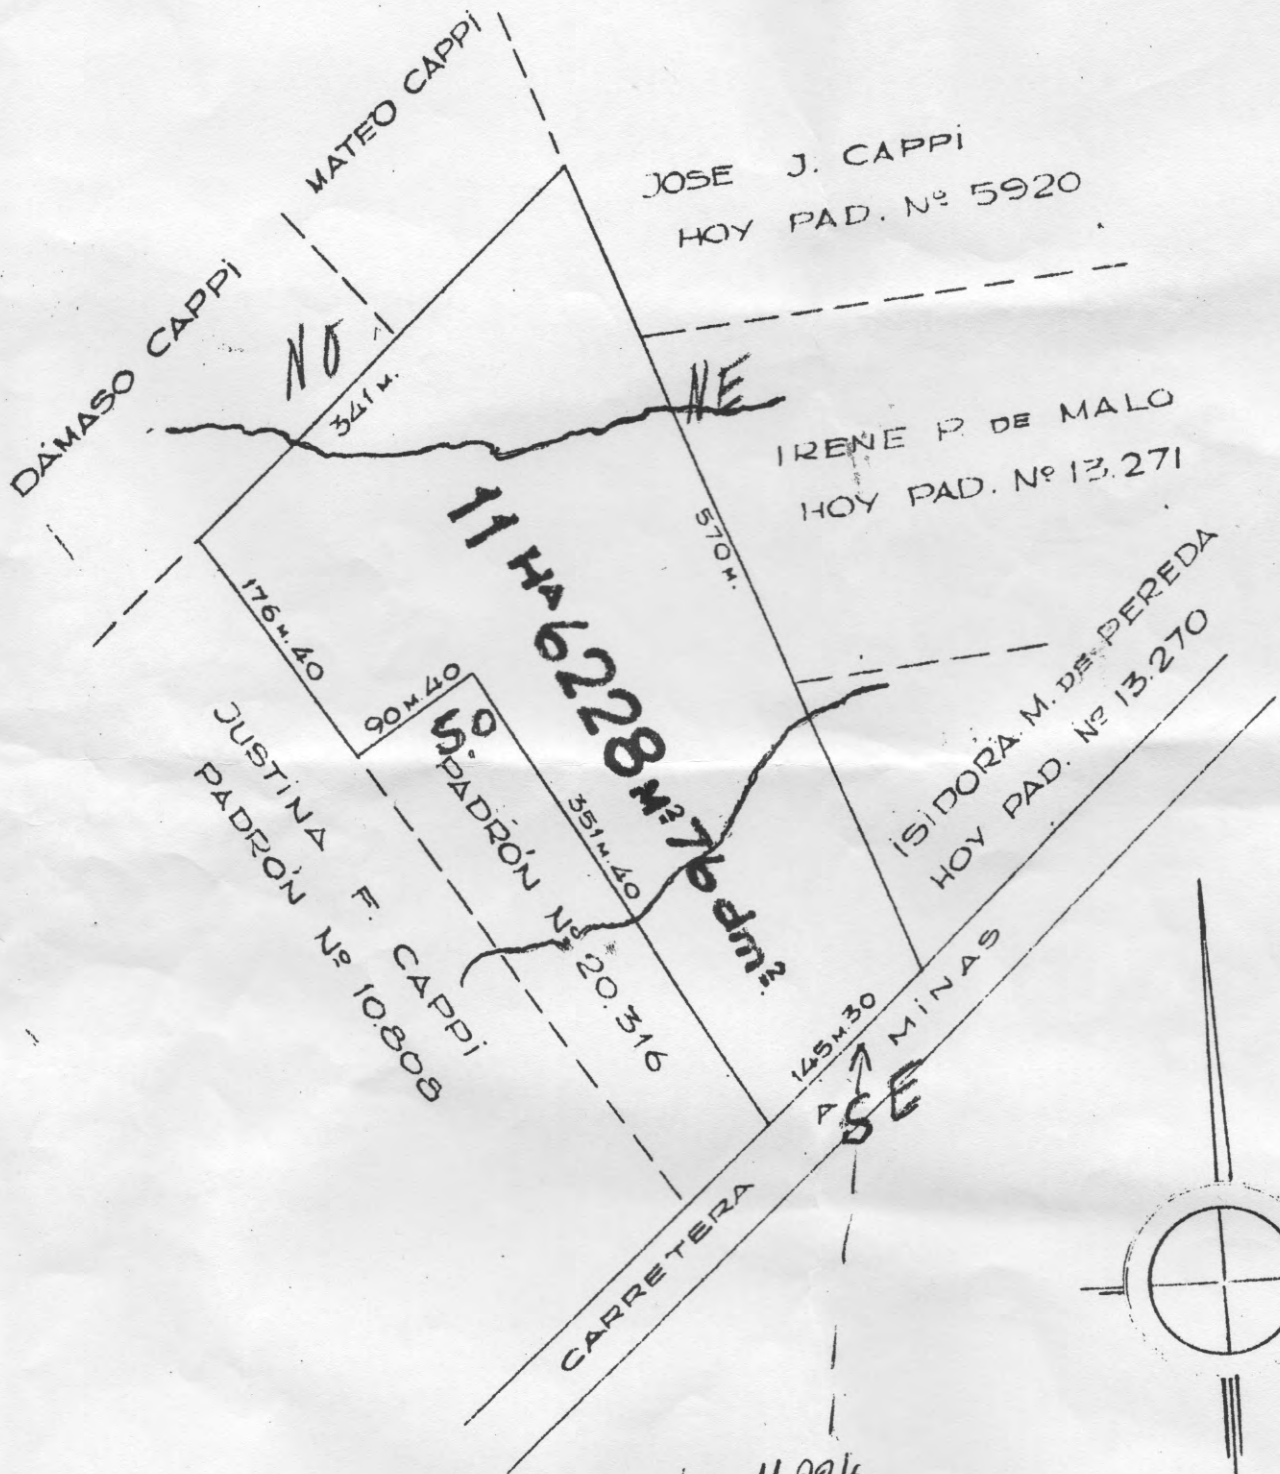 MATEO CAPPI
JOSE J. CAPPI
HOY PAD. Nº 5920
DÁMASO CAPPI
NO
341 M.
NE
IRENE P. DE MALO
HOY PAD. Nº 13.271
570 M.
11 Hª 6228 M² 76 dm²
176 M. 40
90 M. 40
SO
PADRÓN Nº 20.316
351 M. 40
JUSTINA F. CAPPI
PADRÓN Nº 10.808
ISIDORA M. DE PEREDA
HOY PAD. Nº 13.270
145 M. 30
CARRETERA A MINAS
SE